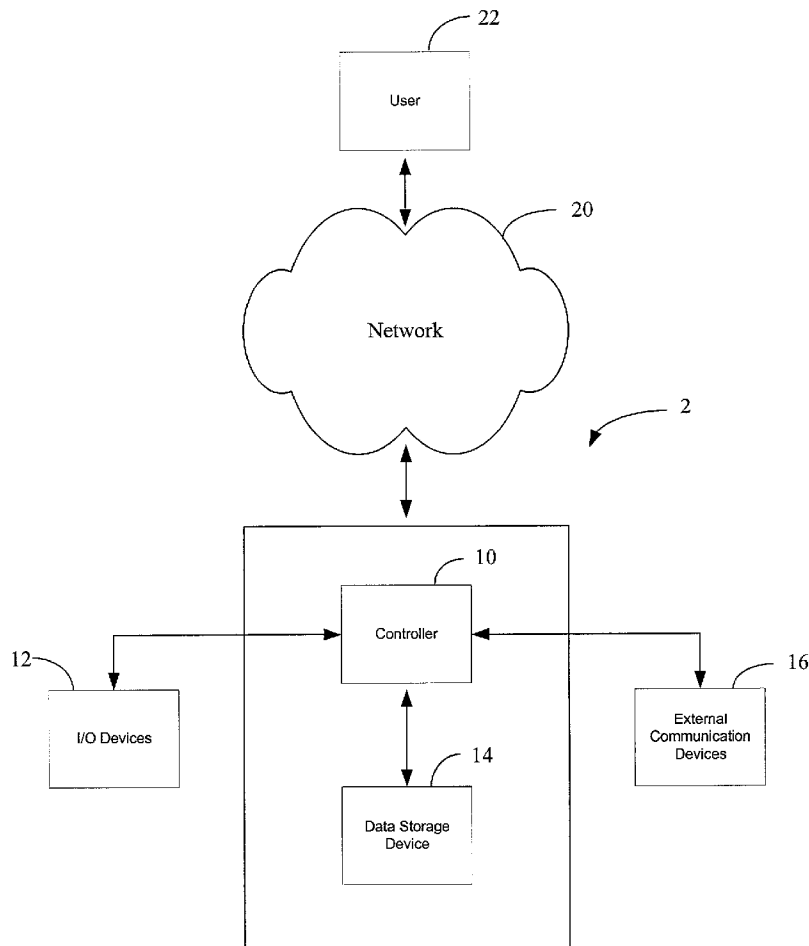 22
User
20
Network
2
10
Controller
12
I/O Devices
16
External
Communication
Devices
14
Data Storage
Device